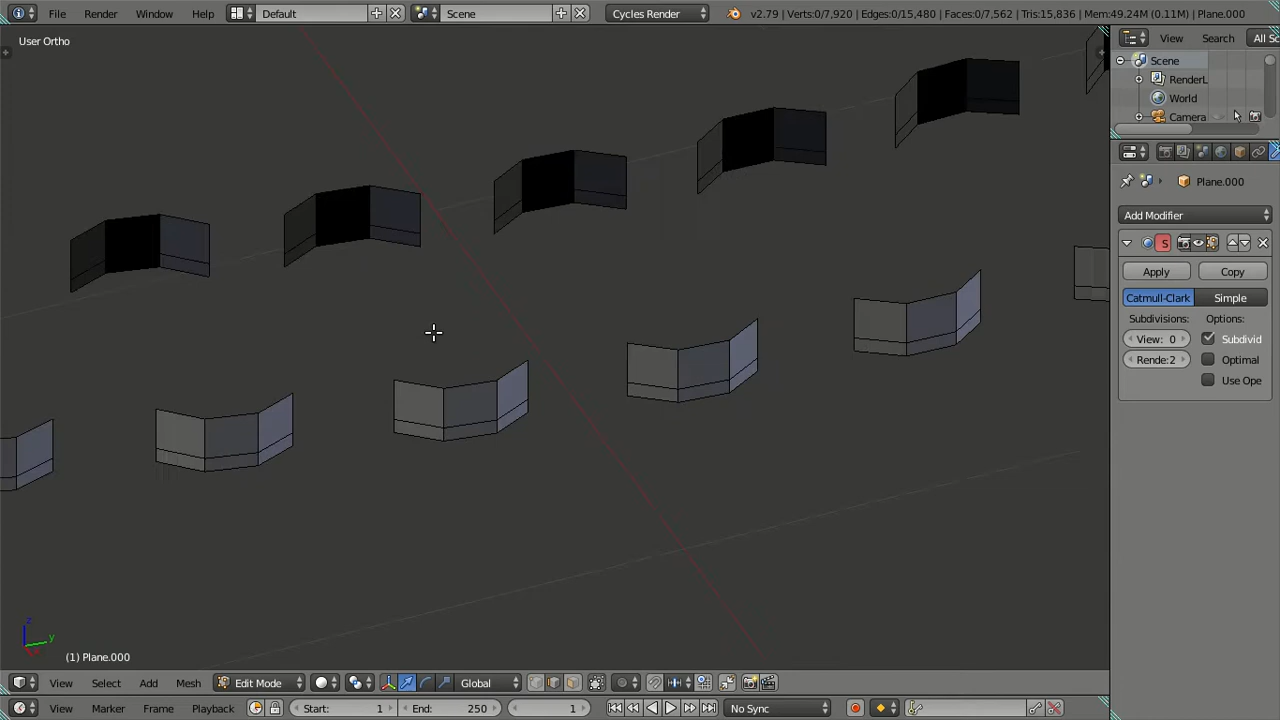 File Render Window Help Default Scene Cycles Render v2.79 | Verts:0/7,920 | Edges:0/15,480 | Faces:0/7,562 | Tris:15,836 | Mem:49.24M (0.11M) | Plane.000
User Ortho
View Search All Sc
Scene
RenderL
World
Camera
Plane.000
Add Modifier
S
Apply Copy
Catmull-Clark Simple
Subdivisions: Options:
View: 0 Subdivid
Rende:2 Optimal
Use Ope
z
y
(1) Plane.000
View Select Add Mesh Edit Mode Global
View Marker Frame Playback Start: 1 End: 250 1 No Sync